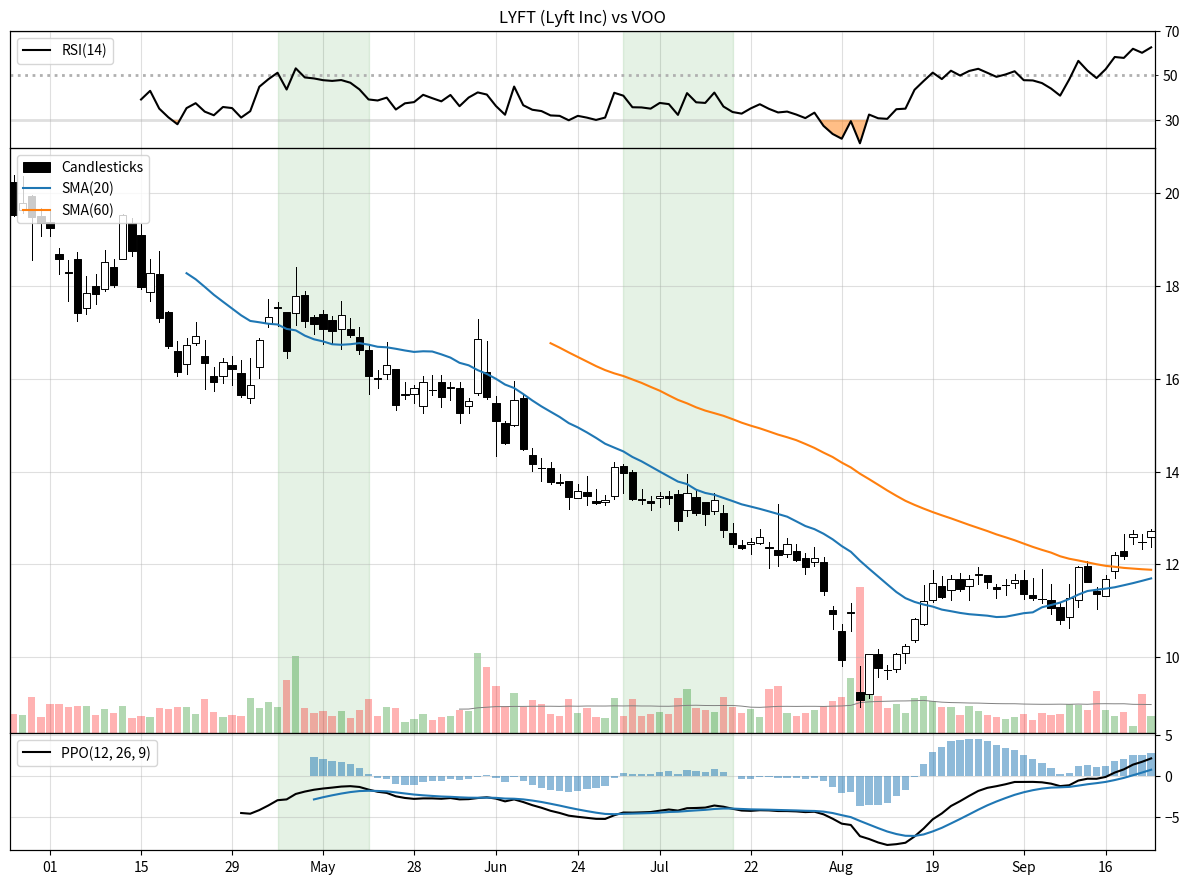 LYFT (Lyft Inc) vs VOO
RSI(14)
70
50
30
Candlesticks
SMA(20)
SMA(60)
20
18
16
14
12
10
PPO(12, 26, 9)
5
0
−5
01 15 29 May 28 Jun 24 Jul 22 Aug 19 Sep 16